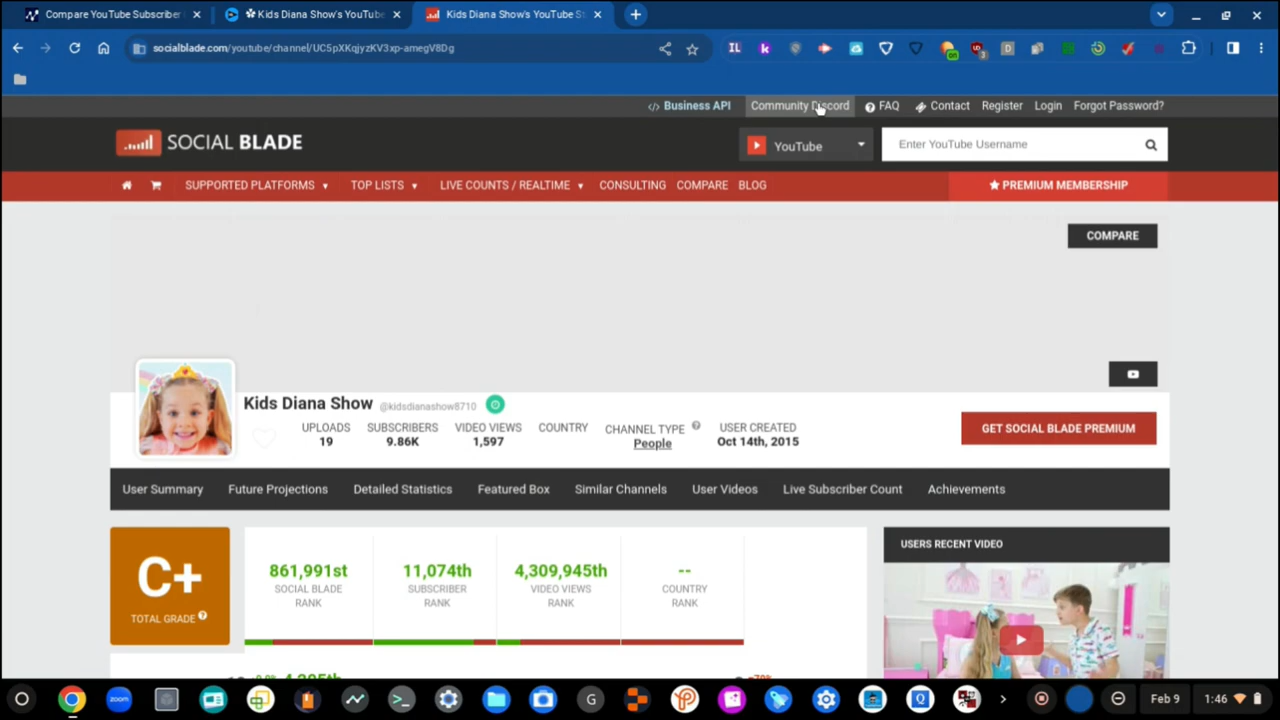 Compare YouTube Subscriber
Kids Diana Show's YouTube
Kids Diana Show's YouTube St
socialblade.com/youtube/channel/UC5pXKqjyzKV3xp-amegV8Dg
Business API
Community Discord
FAQ
Contact
Register
Login
Forgot Password?
SOCIAL BLADE
YouTube
Enter YouTube Username
SUPPORTED PLATFORMS
TOP LISTS
LIVE COUNTS / REALTIME
CONSULTING
COMPARE
BLOG
PREMIUM MEMBERSHIP
COMPARE
Kids Diana Show @kidsdianashow8710
UPLOADS
19
SUBSCRIBERS
9.86K
VIDEO VIEWS
1,597
COUNTRY
CHANNEL TYPE
People
USER CREATED
Oct 14th, 2015
GET SOCIAL BLADE PREMIUM
User Summary
Future Projections
Detailed Statistics
Featured Box
Similar Channels
User Videos
Live Subscriber Count
Achievements
C+
TOTAL GRADE
861,991st
SOCIAL BLADE
RANK
11,074th
SUBSCRIBER
RANK
4,309,945th
VIDEO VIEWS
RANK
--
COUNTRY
RANK
USERS RECENT VIDEO
Feb 9
1:46